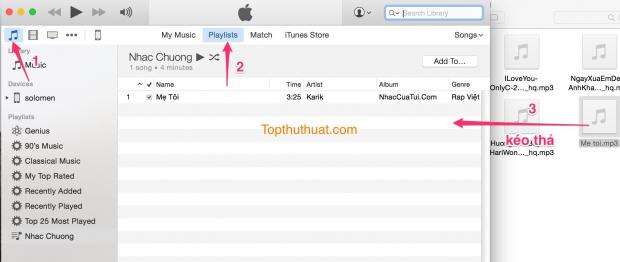 Search Library
My Music Playlists Match iTunes Store Songs
1
2
Library
Music
Devices
solomen
Playlists
Genius
90's Music
Classical Music
My Top Rated
Recently Added
Recently Played
Top 25 Most Played
Nhac Chuong
Nhac Chuong
1 song • 4 minutes
Add To...
Name Time Artist Album Genre
1 Mẹ Tôi 3:25 Karik NhacCuaTui.Com Rap Việt
Topthuthuat.com
ILoveYou-
OnlyC-2..._hq.mp3
NgayXuaEmDe
AnhKha..._hq.mp3
3
kéo thả
HariWon..._hq.mp3
Me toi.mp3